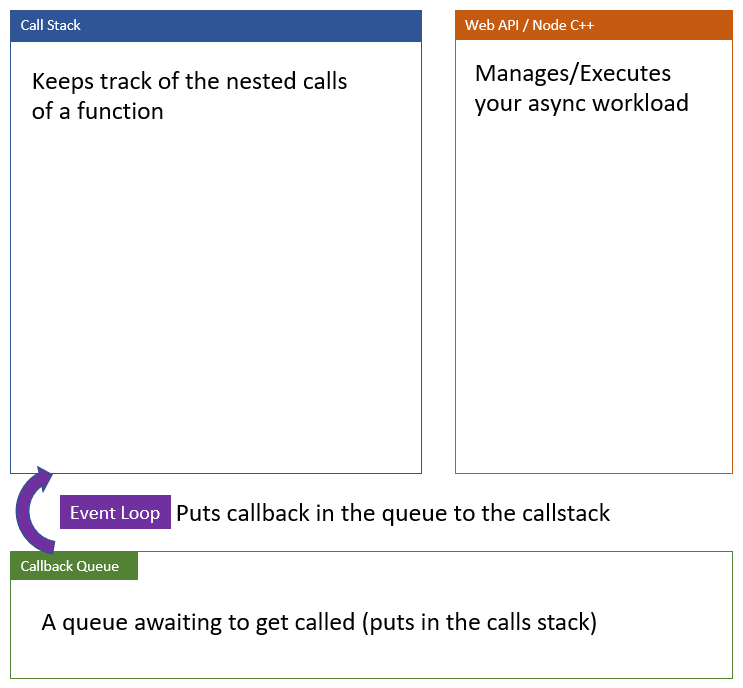 Call Stack
Keeps track of the nested calls
of a function
Web API / Node C++
Manages/Executes
your async workload
Event Loop
Puts callback in the queue to the callstack
Callback Queue
A queue awaiting to get called (puts in the calls stack)